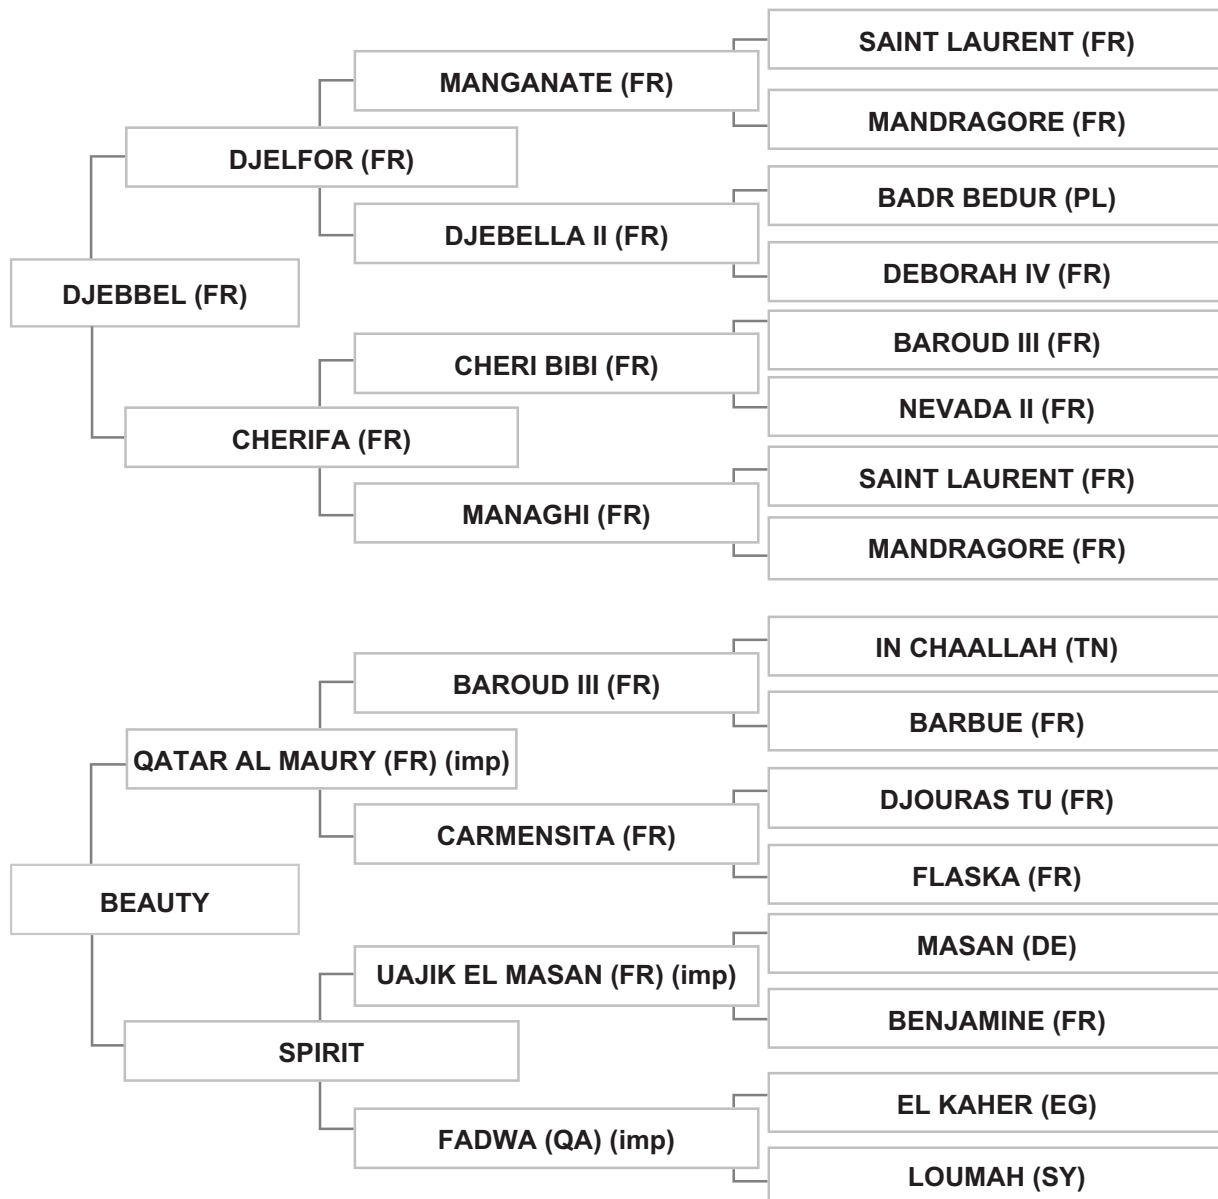 SAINT LAURENT (FR)
MANGANATE (FR)
MANDRAGORE (FR)
DJELFOR (FR)
BADR BEDUR (PL)
DJEBELLA II (FR)
DEBORAH IV (FR)
DJEBBEL (FR)
BAROUD III (FR)
CHERI BIBI (FR)
NEVADA II (FR)
CHERIFA (FR)
SAINT LAURENT (FR)
MANAGHI (FR)
MANDRAGORE (FR)
IN CHAALLAH (TN)
BAROUD III (FR)
BARBUE (FR)
QATAR AL MAURY (FR) (imp)
DJOURAS TU (FR)
CARMENSITA (FR)
FLASKA (FR)
BEAUTY
MASAN (DE)
UAJIK EL MASAN (FR) (imp)
BENJAMINE (FR)
SPIRIT
EL KAHER (EG)
FADWA (QA) (imp)
LOUMAH (SY)